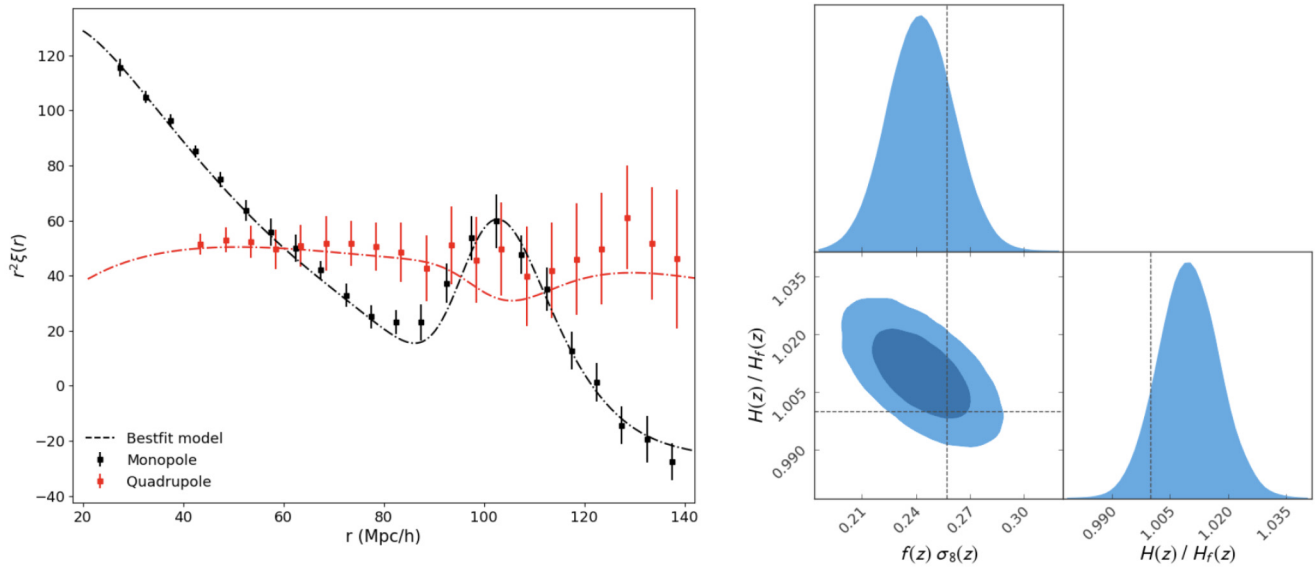 r²ξ(r)
120
100
80
60
40
20
0
−20
−40
Bestfit model
Monopole
Quadrupole
20 40 60 80 100 120 140
r (Mpc/h)
H(z) / H_f(z)
1.035
1.020
1.005
0.990
0.21 0.24 0.27 0.30
f(z) σ₈(z)
0.990 1.005 1.020 1.035
H(z) / H_f(z)